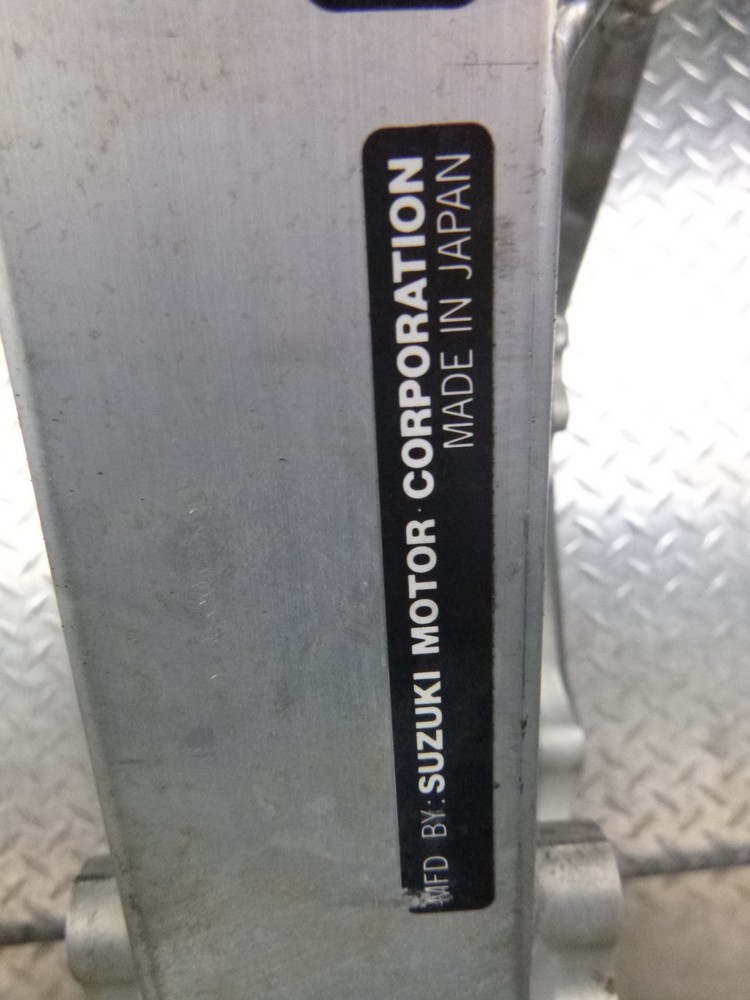 MFD BY: SUZUKI MOTOR CORPORATION
MADE IN JAPAN